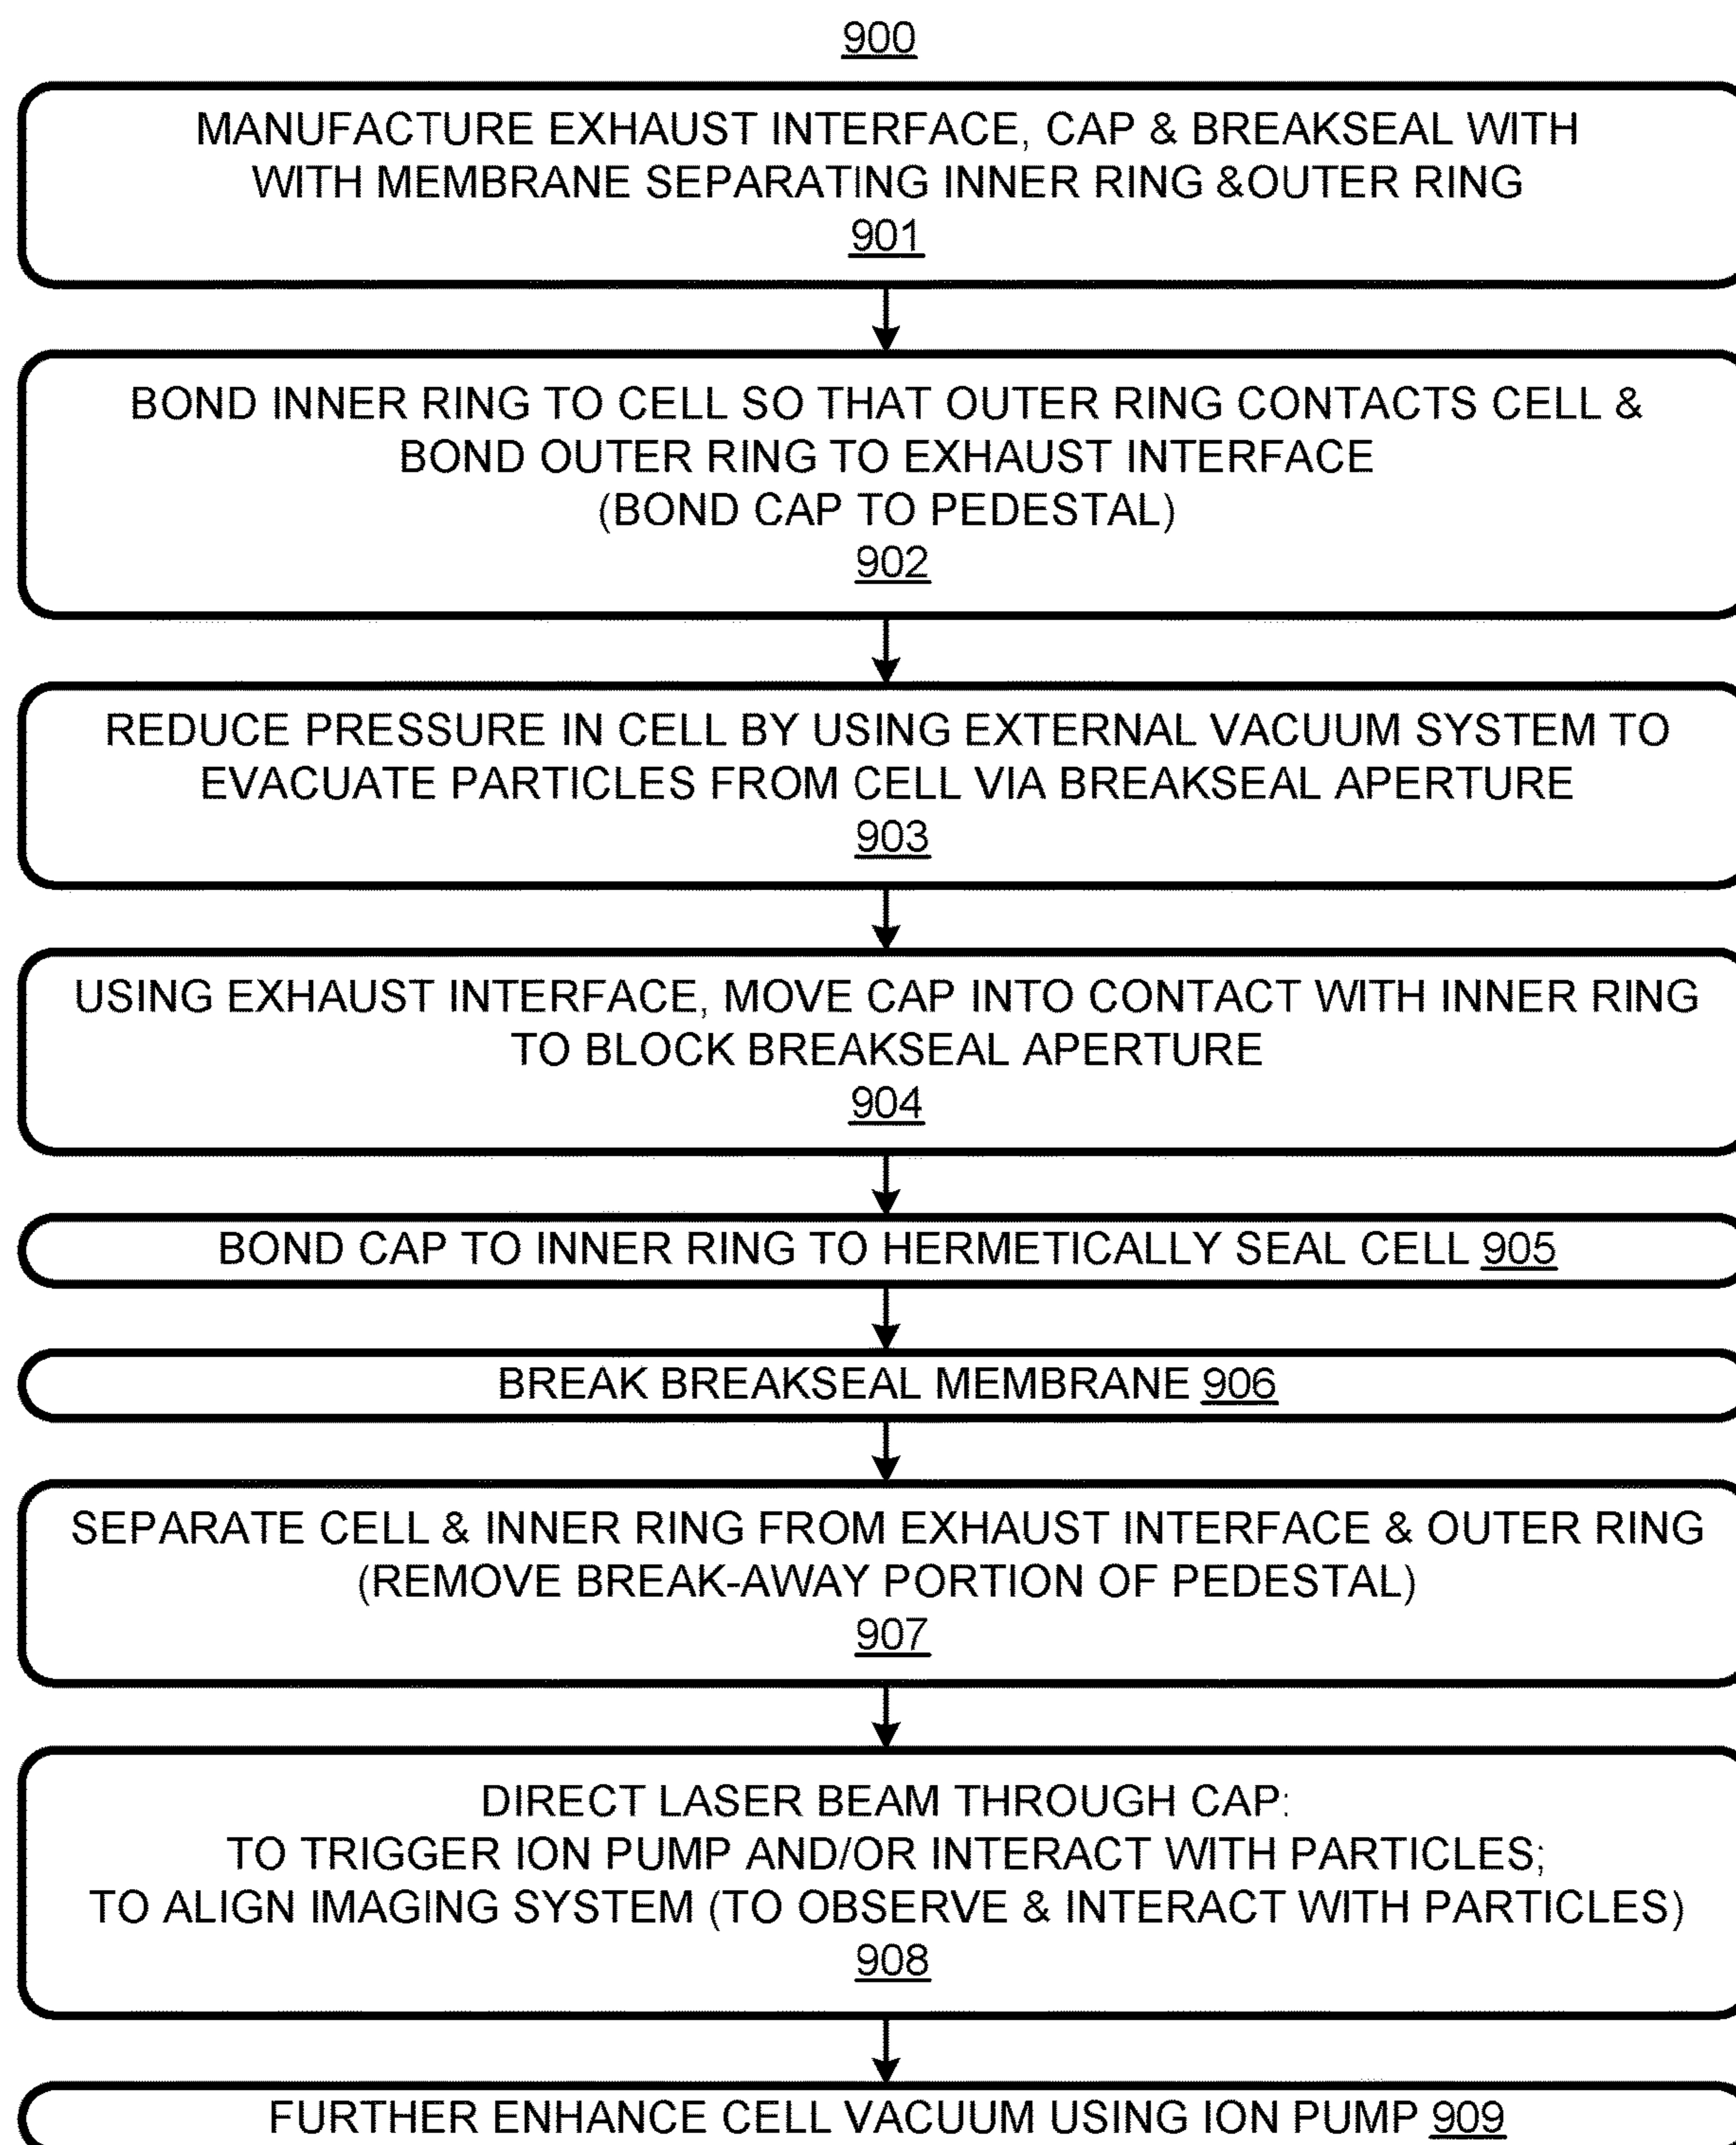 900
MANUFACTURE EXHAUST INTERFACE, CAP & BREAKSEAL WITH
WITH MEMBRANE SEPARATING INNER RING &OUTER RING
901
BOND INNER RING TO CELL SO THAT OUTER RING CONTACTS CELL &
BOND OUTER RING TO EXHAUST INTERFACE
(BOND CAP TO PEDESTAL)
902
REDUCE PRESSURE IN CELL BY USING EXTERNAL VACUUM SYSTEM TO
EVACUATE PARTICLES FROM CELL VIA BREAKSEAL APERTURE
903
USING EXHAUST INTERFACE, MOVE CAP INTO CONTACT WITH INNER RING
TO BLOCK BREAKSEAL APERTURE
904
BOND CAP TO INNER RING TO HERMETICALLY SEAL CELL 905
BREAK BREAKSEAL MEMBRANE 906
SEPARATE CELL & INNER RING FROM EXHAUST INTERFACE & OUTER RING
(REMOVE BREAK-AWAY PORTION OF PEDESTAL)
907
DIRECT LASER BEAM THROUGH CAP:
TO TRIGGER ION PUMP AND/OR INTERACT WITH PARTICLES;
TO ALIGN IMAGING SYSTEM (TO OBSERVE & INTERACT WITH PARTICLES)
908
FURTHER ENHANCE CELL VACUUM USING ION PUMP 909